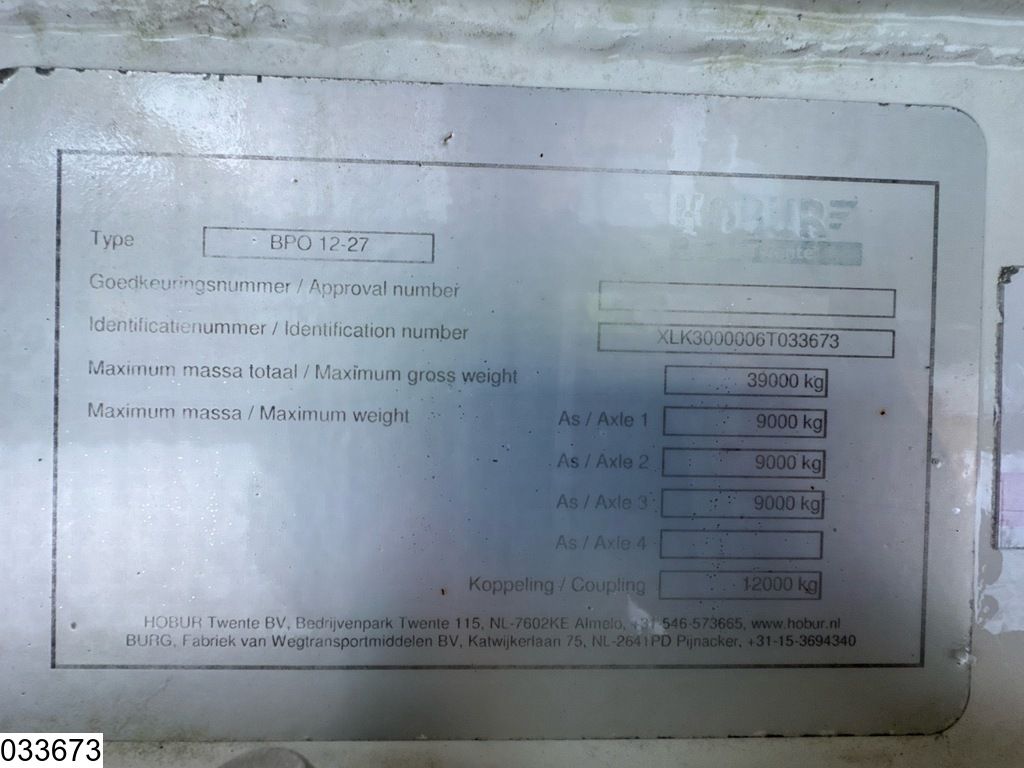 HOBUR
Twente
Type BPO 12-27
Goedkeuringsnummer / Approval number
Identificatienummer / Identification number XLK3000006T033673
Maximum massa totaal / Maximum gross weight 39000 kg
Maximum massa / Maximum weight As / Axle 1 9000 kg
As / Axle 2 9000 kg
As / Axle 3 9000 kg
As / Axle 4
Koppeling / Coupling 12000 kg
HOBUR Twente BV, Bedrijvenpark Twente 115, NL-7602KE Almelo, +31-546-573665, www.hobur.nl
BURG, Fabriek van Wegtransportmiddelen BV, Katwijkerlaan 75, NL-2641PD Pijnacker, +31-15-3694340
033673